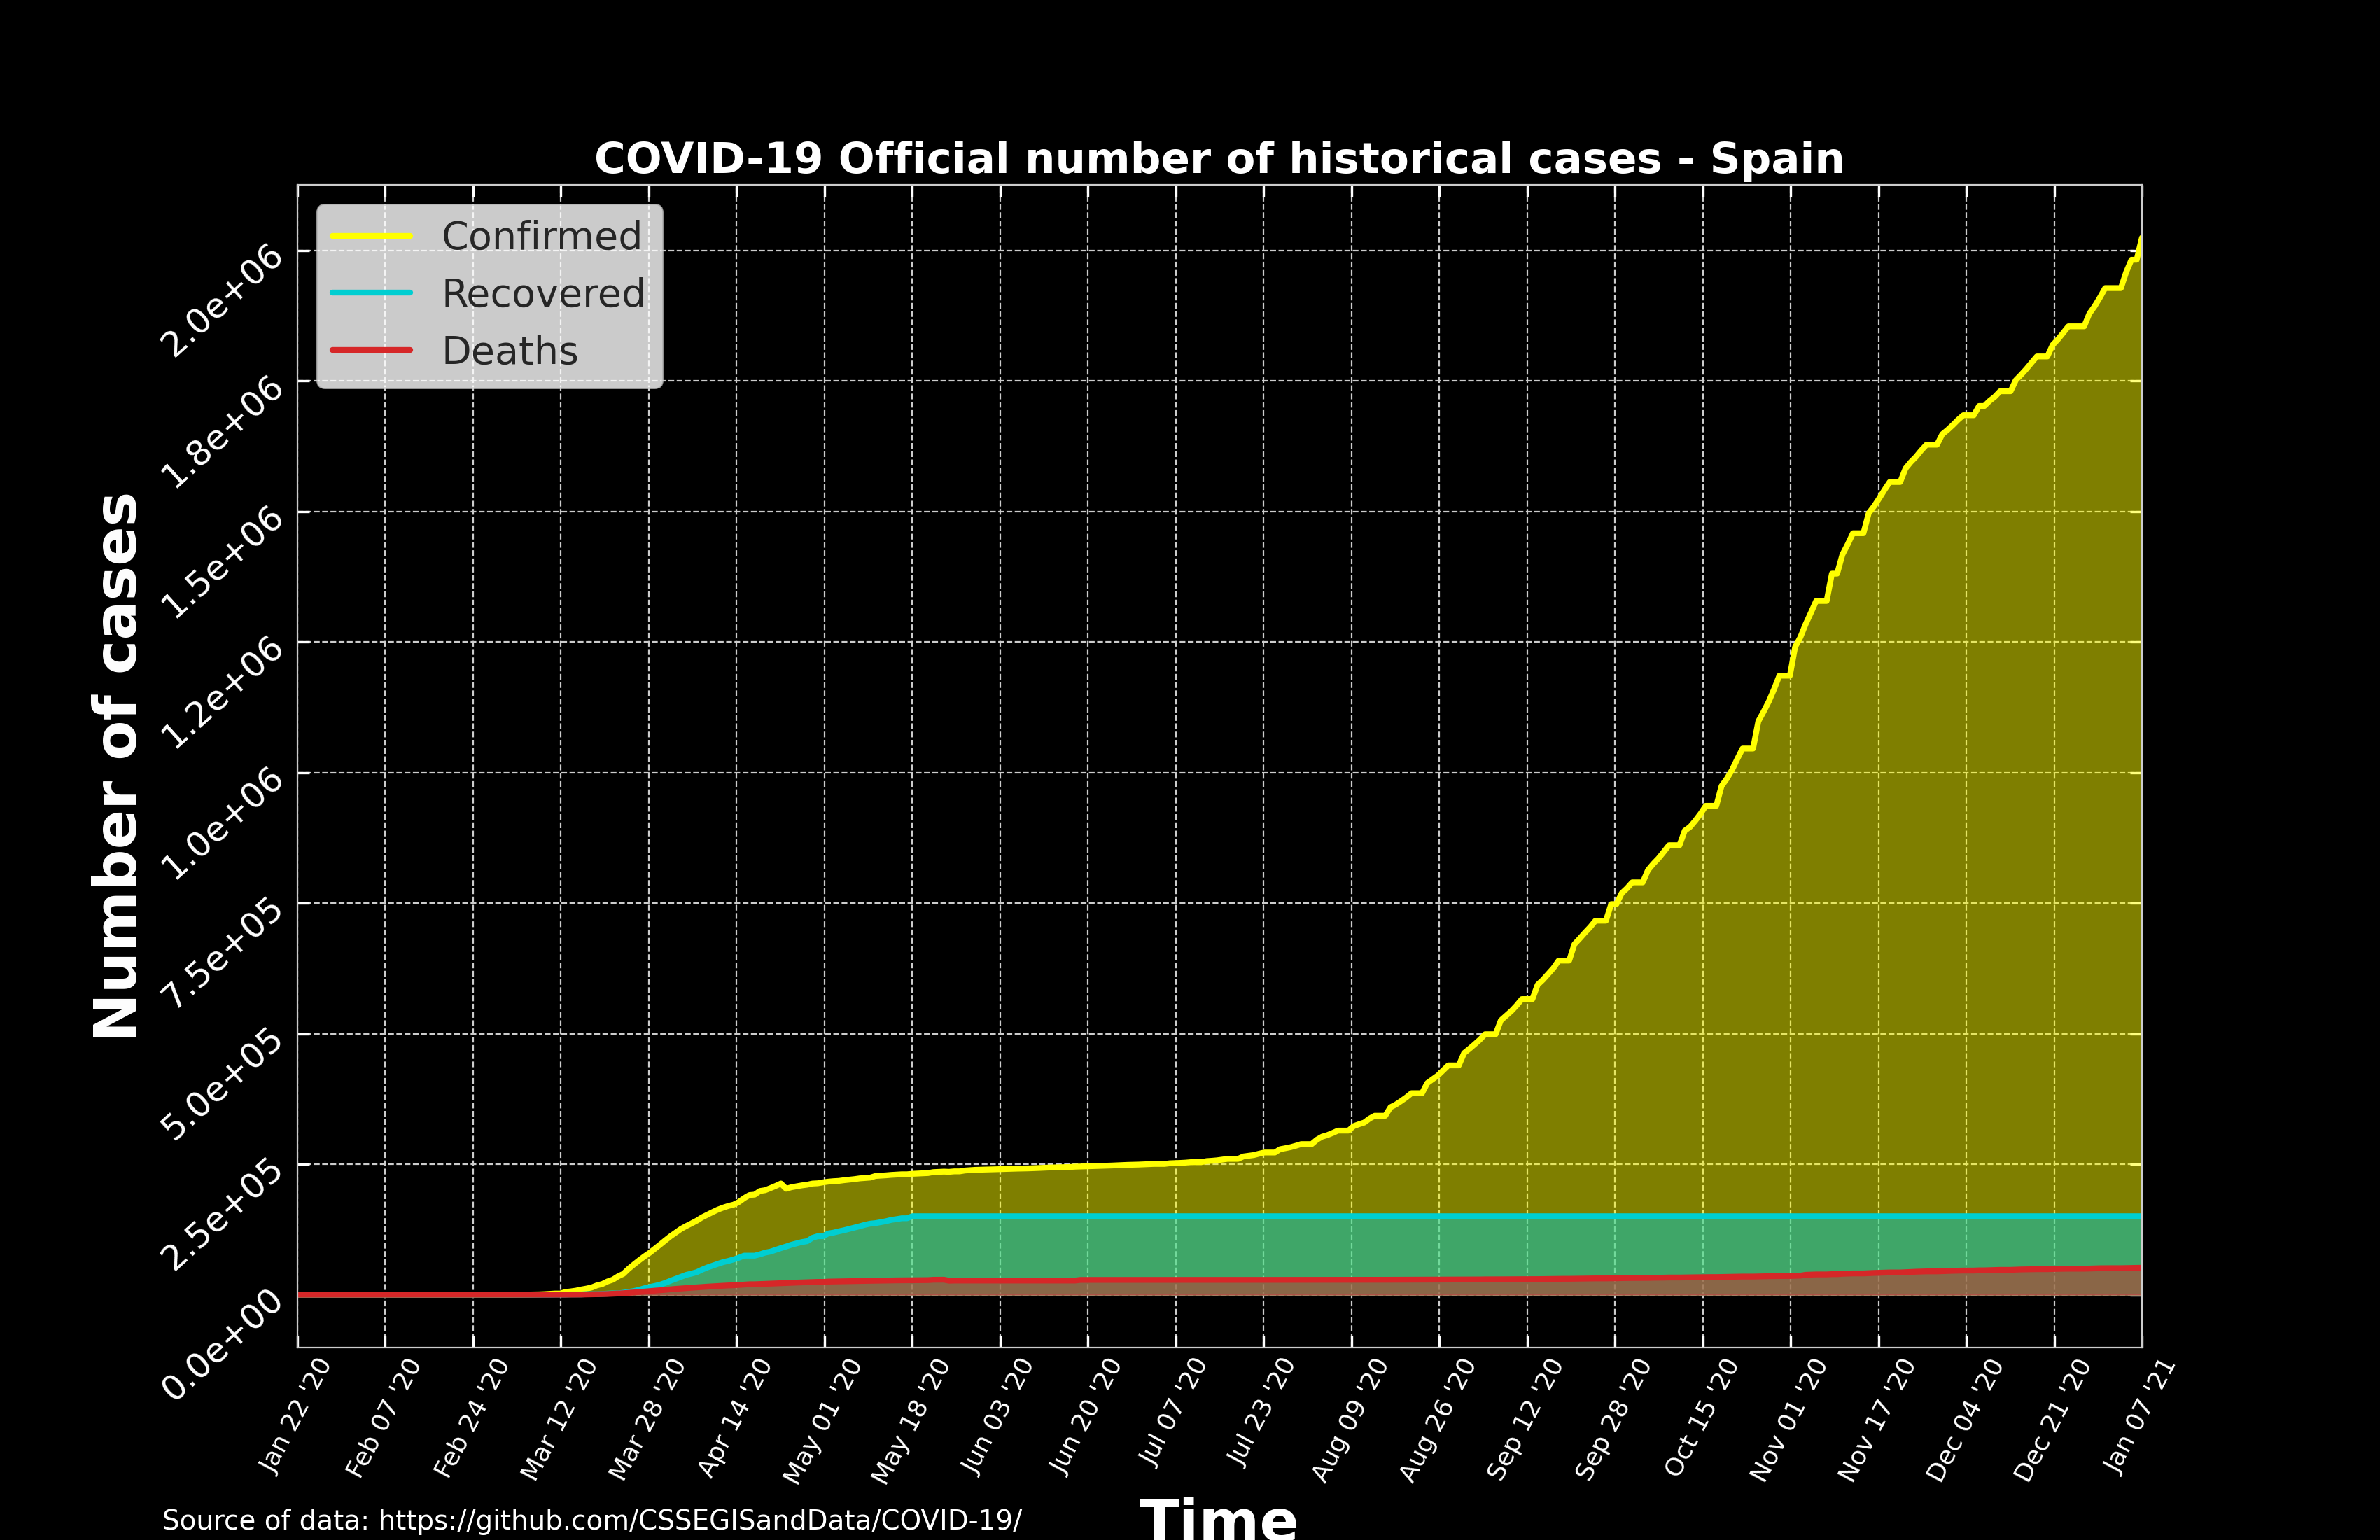 COVID-19 Official number of historical cases - Spain
Confirmed
Recovered
Deaths
Number of cases
2.0e+06
1.8e+06
1.5e+06
1.2e+06
1.0e+06
7.5e+05
5.0e+05
2.5e+05
0.0e+00
Jan 22 '20
Feb 07 '20
Feb 24 '20
Mar 12 '20
Mar 28 '20
Apr 14 '20
May 01 '20
May 18 '20
Jun 03 '20
Jun 20 '20
Jul 07 '20
Jul 23 '20
Aug 09 '20
Aug 26 '20
Sep 12 '20
Sep 28 '20
Oct 15 '20
Nov 01 '20
Nov 17 '20
Dec 04 '20
Dec 21 '20
Jan 07 '21
Time
Source of data: https://github.com/CSSEGISandData/COVID-19/